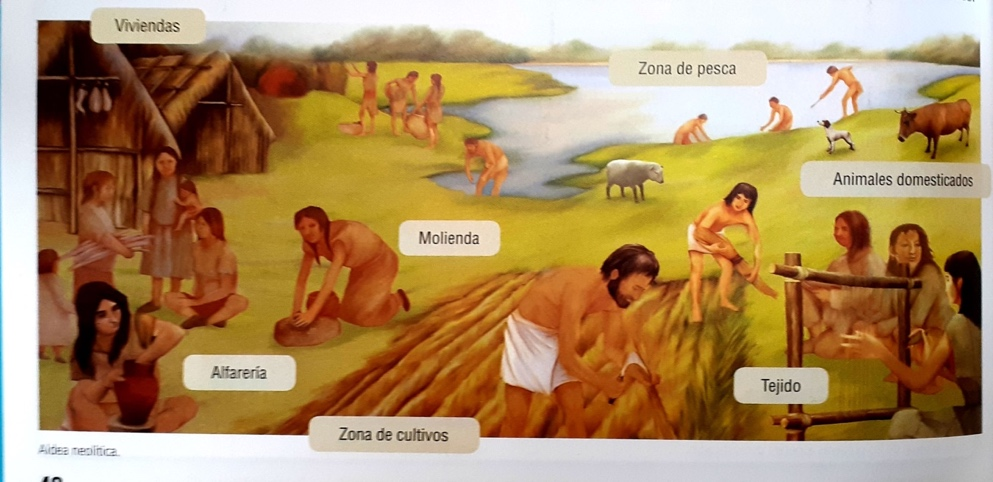 Viviendas
Zona de pesca
Animales domesticados
Molienda
Alfarería
Tejido
Zona de cultivos
Aldea neolítica.